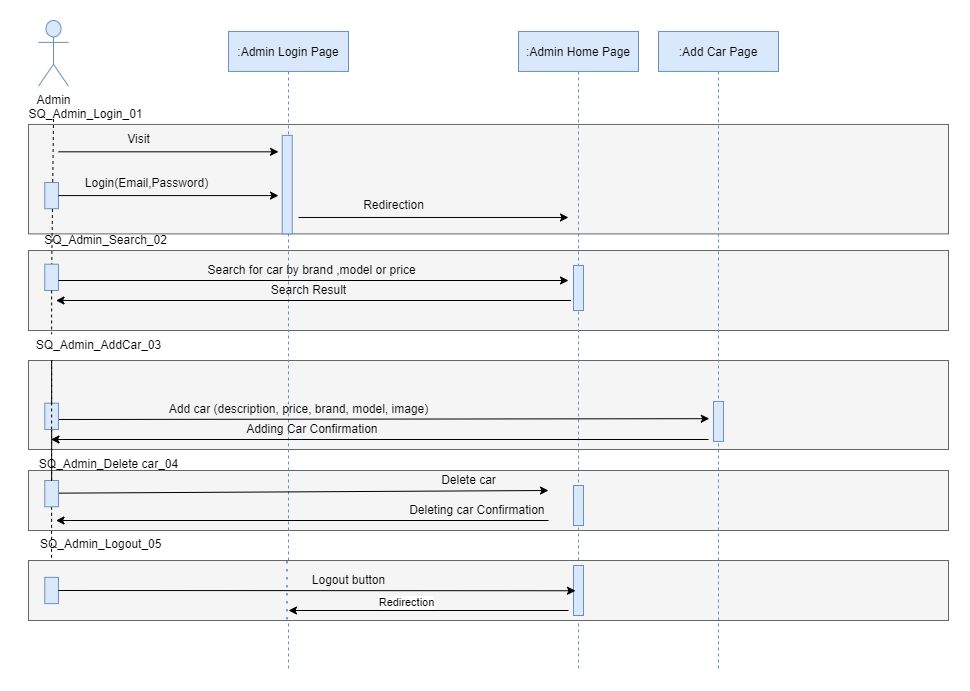 :Admin Login Page
:Admin Home Page
:Add Car Page
Admin
SQ_Admin_Login_01
Visit
Login(Email,Password)
Redirection
SQ_Admin_Search_02
Search for car by brand ,model or price
Search Result
SQ_Admin_AddCar_03
Add car (description, price, brand, model, image)
Adding Car Confirmation
SQ_Admin_Delete car_04
Delete car
Deleting car Confirmation
SQ_Admin_Logout_05
Logout button
Redirection